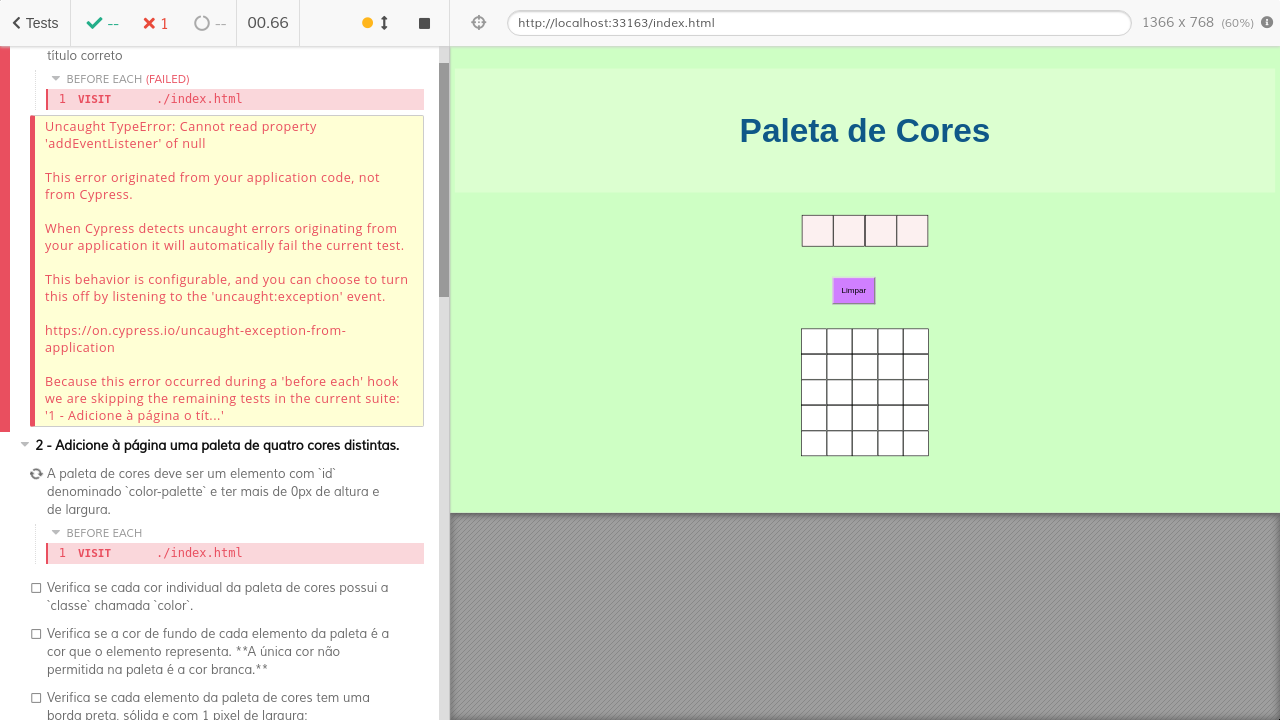 Tests
--
1
--
00.66
http://localhost:33163/index.html
1366 x 768 (60%)
título correto
BEFORE EACH (FAILED)
1 VISIT ./index.html
Uncaught TypeError: Cannot read property
'addEventListener' of null
This error originated from your application code, not
from Cypress.
When Cypress detects uncaught errors originating from
your application it will automatically fail the current test.
This behavior is configurable, and you can choose to turn
this off by listening to the 'uncaught:exception' event.
https://on.cypress.io/uncaught-exception-from-
application
Because this error occurred during a 'before each' hook
we are skipping the remaining tests in the current suite:
'1 - Adicione à página o tít...'
2 - Adicione à página uma paleta de quatro cores distintas.
A paleta de cores deve ser um elemento com `id`
denominado `color-palette` e ter mais de 0px de altura e
de largura.
BEFORE EACH
1 VISIT ./index.html
Verifica se cada cor individual da paleta de cores possui a
`classe` chamada `color`.
Verifica se a cor de fundo de cada elemento da paleta é a
cor que o elemento representa. **A única cor não
permitida na paleta é a cor branca.**
Verifica se cada elemento da paleta de cores tem uma
borda preta, sólida e com 1 pixel de largura;
Paleta de Cores
Limpar